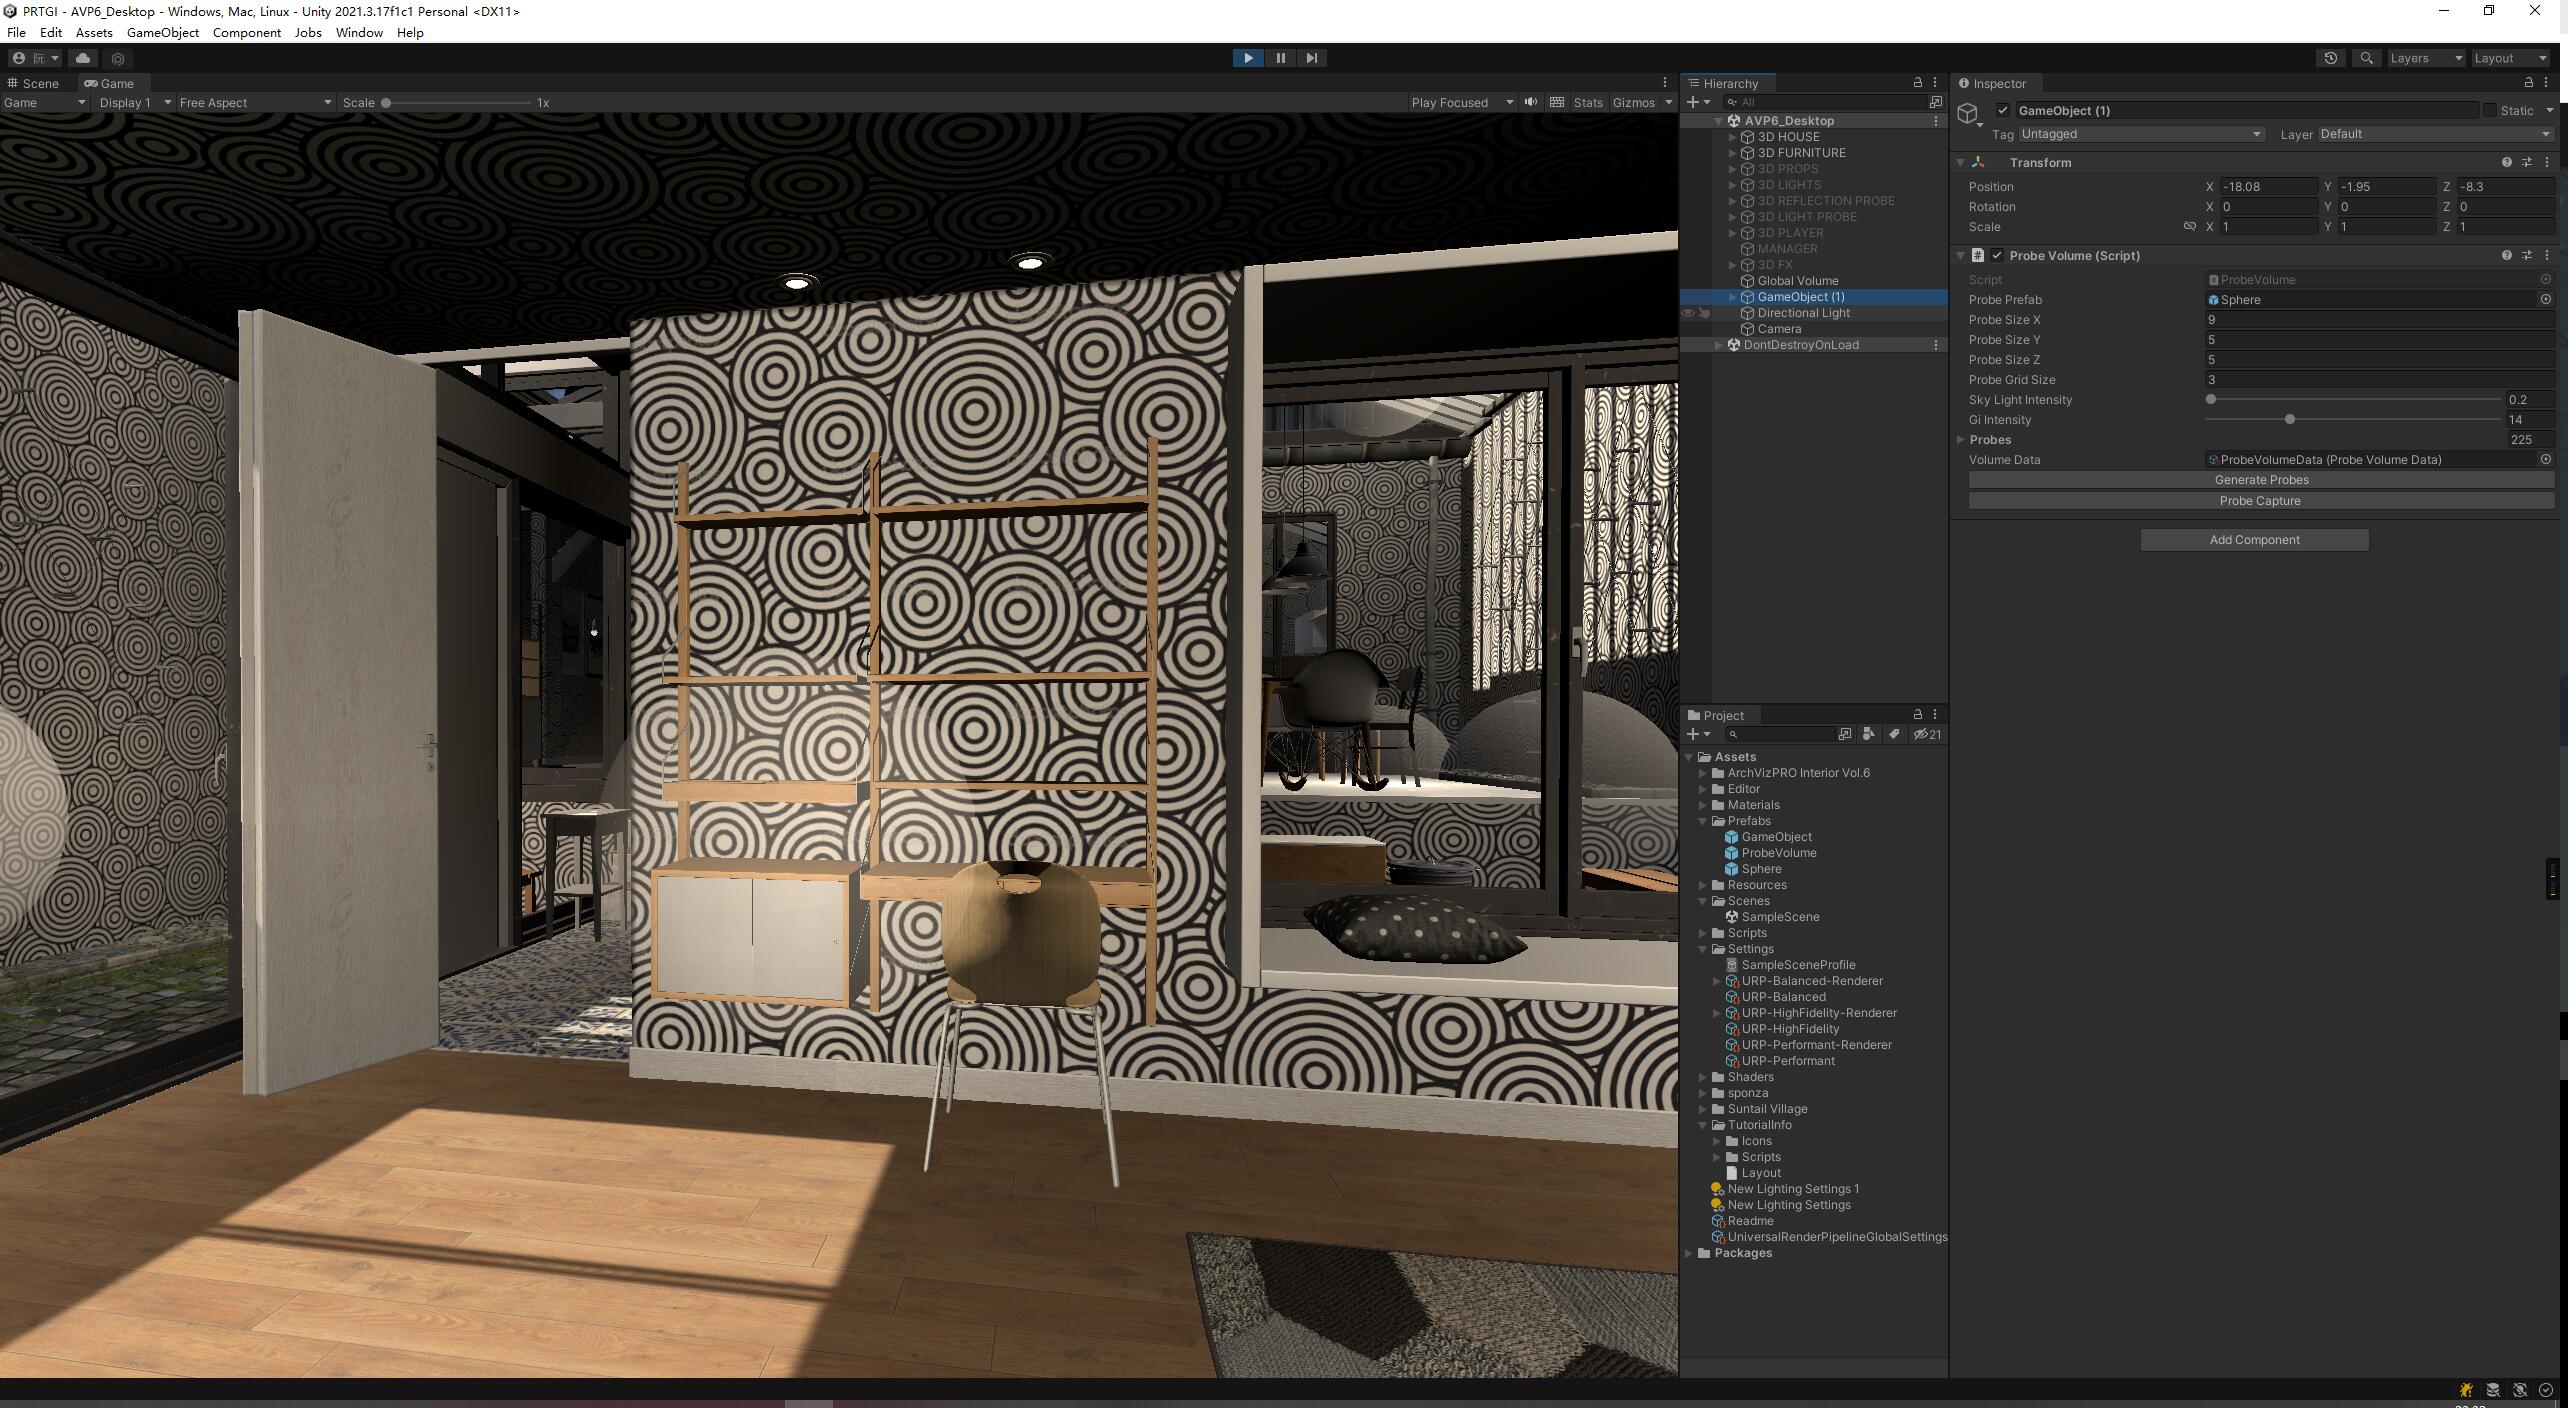 PRTGI - AVP6_Desktop - Windows, Mac, Linux - Unity 2021.3.17f1c1 Personal <DX11>
File Edit Assets GameObject Component Jobs Window Help
Layers Layout
Scene Game
Game Display 1 Free Aspect Scale 1x Play Focused Stats Gizmos
Hierarchy
All
AVP6_Desktop
3D HOUSE
3D FURNITURE
3D PROPS
3D LIGHTS
3D REFLECTION PROBE
3D LIGHT PROBE
3D PLAYER
MANAGER
3D FX
Global Volume
GameObject (1)
Directional Light
Camera
DontDestroyOnLoad
Project
21
Assets
ArchVizPRO Interior Vol.6
Editor
Materials
Prefabs
GameObject
ProbeVolume
Sphere
Resources
Scenes
SampleScene
Scripts
Settings
SampleSceneProfile
URP-Balanced-Renderer
URP-Balanced
URP-HighFidelity-Renderer
URP-HighFidelity
URP-Performant-Renderer
URP-Performant
Shaders
sponza
Suntail Village
TutorialInfo
Icons
Scripts
Layout
New Lighting Settings 1
New Lighting Settings
Readme
UniversalRenderPipelineGlobalSettings
Packages
Inspector
GameObject (1) Static
Tag Untagged Layer Default
Transform
Position X -18.08 Y -1.95 Z -8.3
Rotation X 0 Y 0 Z 0
Scale X 1 Y 1 Z 1
Probe Volume (Script)
Script ProbeVolume
Probe Prefab Sphere
Probe Size X 9
Probe Size Y 5
Probe Size Z 5
Probe Grid Size 3
Sky Light Intensity 0.2
Gi Intensity 14
Probes 225
Volume Data ProbeVolumeData (Probe Volume Data)
Generate Probes
Probe Capture
Add Component